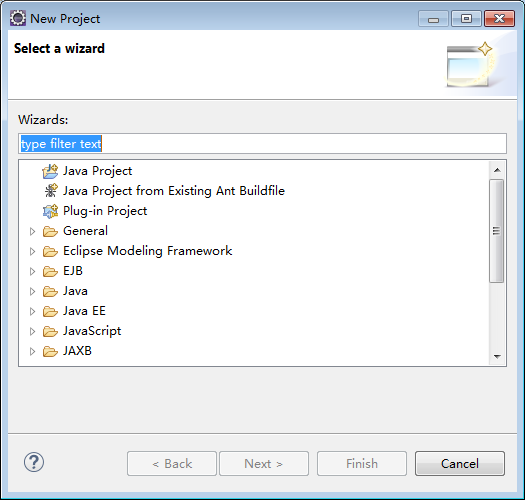 New Project
Select a wizard
Wizards:
type filter text
Java Project
Java Project from Existing Ant Buildfile
Plug-in Project
General
Eclipse Modeling Framework
EJB
Java
Java EE
JavaScript
JAXB
? < Back Next > Finish Cancel